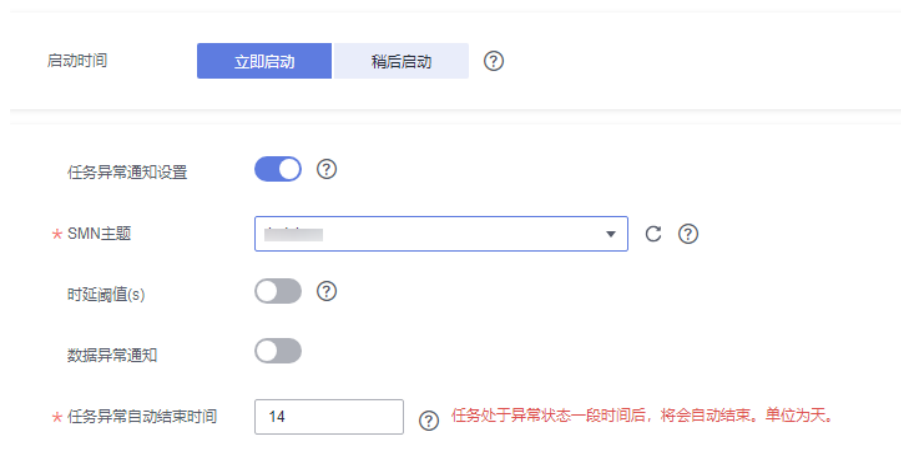 启动时间 立即启动 稍后启动 ?
任务异常通知设置 ?
* SMN主题 ?
时延阈值(s) ?
数据异常通知
* 任务异常自动结束时间 14 ? 任务处于异常状态一段时间后，将会自动结束。单位为天。